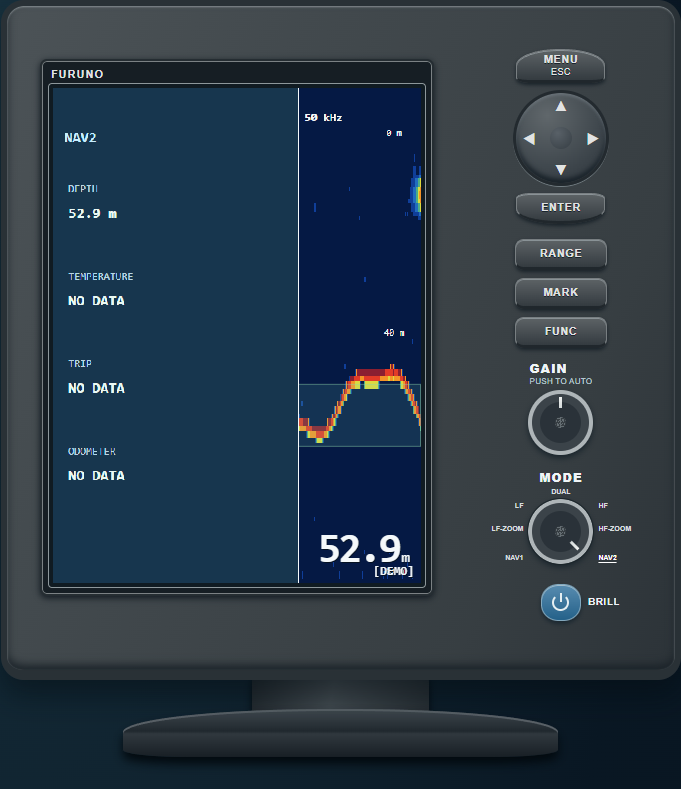 FURUNO
NAV2
DEPTH
52.9 m
TEMPERATURE
NO DATA
TRIP
NO DATA
ODOMETER
NO DATA
50 kHz
0 m
40 m
52.9m
[DEMO]
MENU
ESC
ENTER
RANGE
MARK
FUNC
GAIN
PUSH TO AUTO
MODE
DUAL
LF HF
LF-ZOOM HF-ZOOM
NAV1 NAV2
BRILL